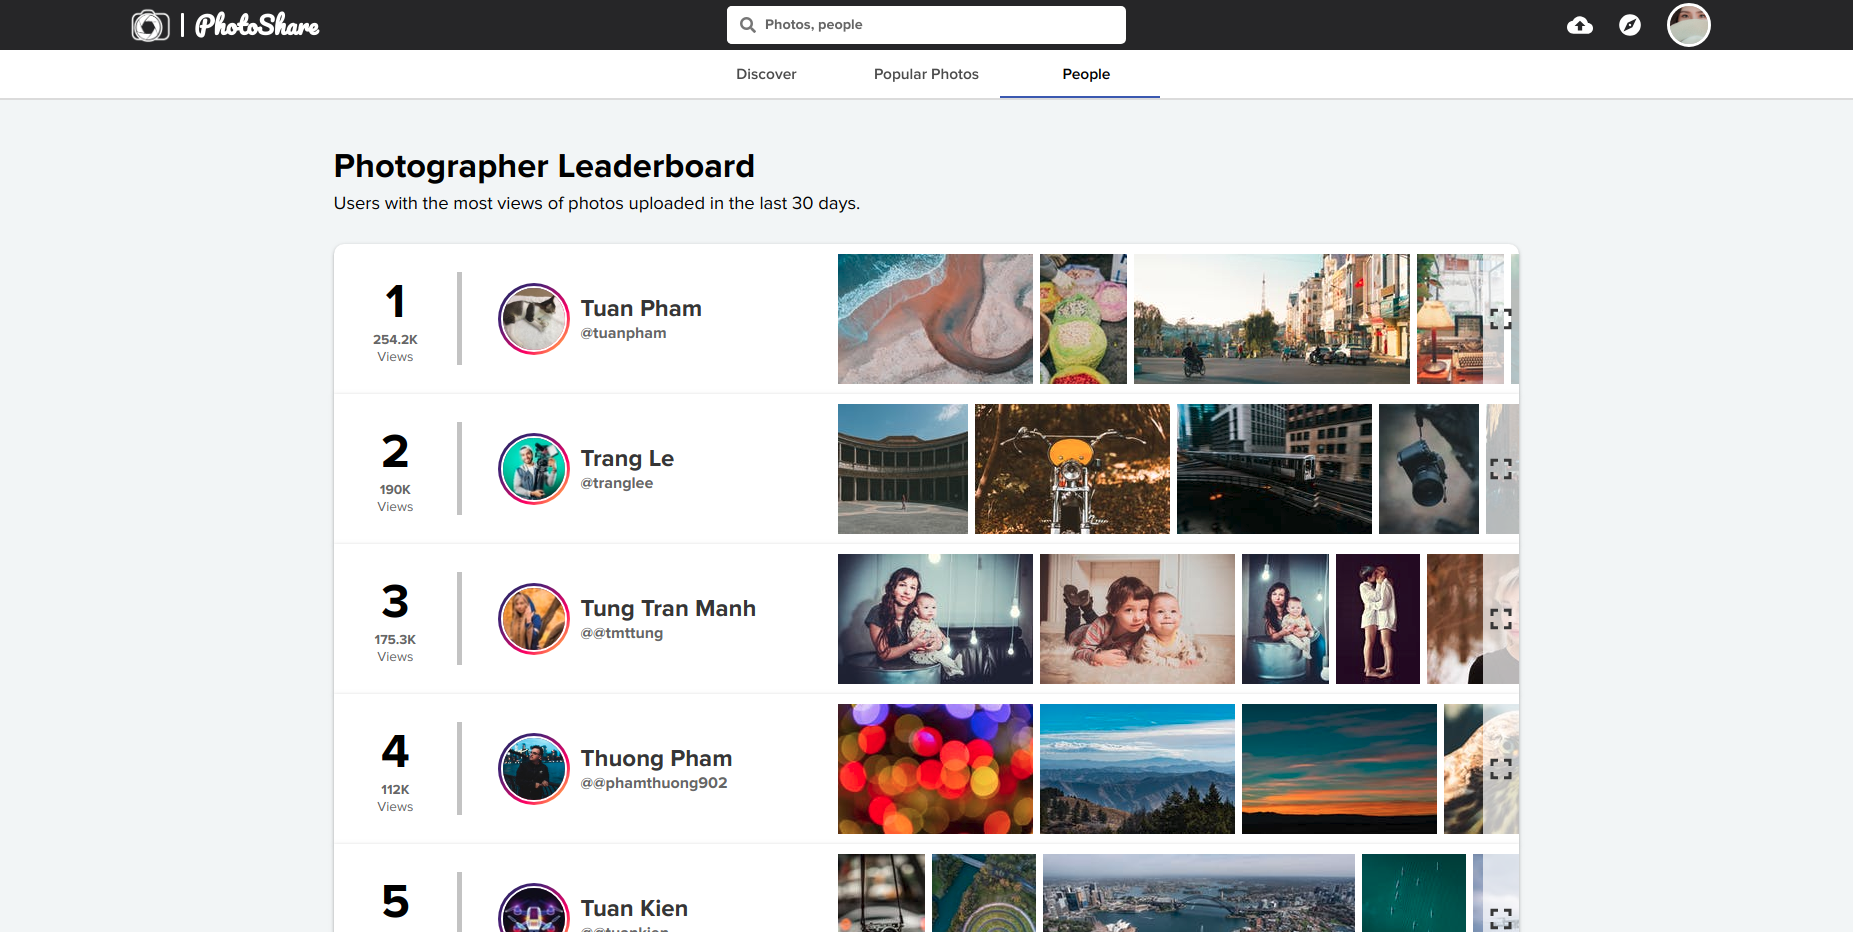 PhotoShare
Photos, people
Discover
Popular Photos
People
Photographer Leaderboard
Users with the most views of photos uploaded in the last 30 days.
1
254.2K
Views
Tuan Pham
@tuanpham
2
190K
Views
Trang Le
@tranglee
3
175.3K
Views
Tung Tran Manh
@@tmttung
4
112K
Views
Thuong Pham
@@phamthuong902
5
Tuan Kien